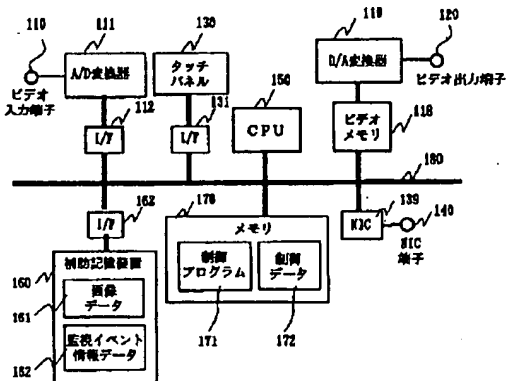 110
ビデオ
入力端子
111
A/D変換器
112
I/F
130
タッチ
パネル
131
I/F
150
CPU
119
D/A変換器
120
ビデオ出力端子
ビデオ
メモリ
118
180
139
NIC
140
NIC
端子
162
I/F
170
メモリ
制御
プログラム
制御
データ
171
172
160
補助記憶装置
161
画像
データ
152
監視イベント
情報データ